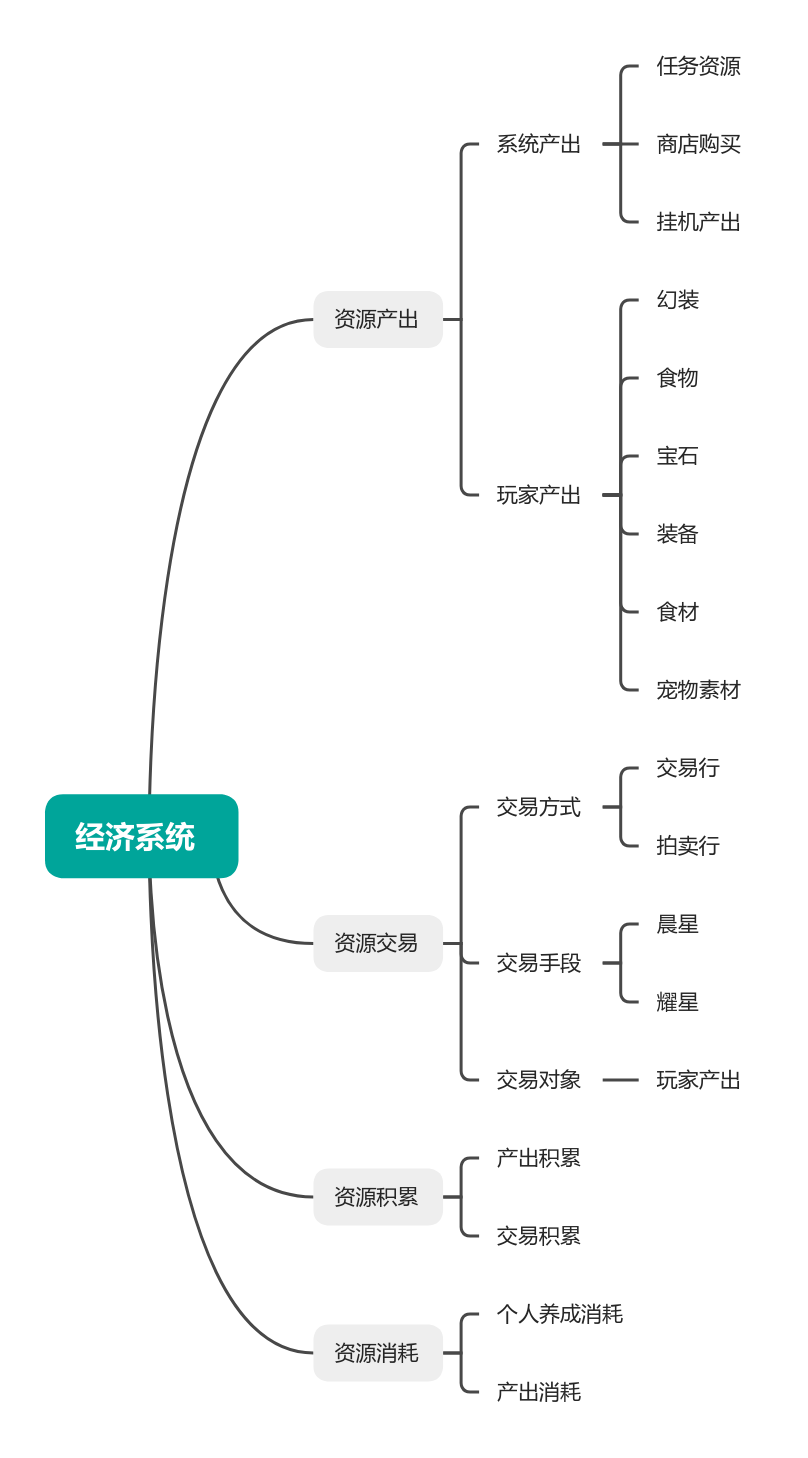 经济系统
资源产出
系统产出
任务资源
商店购买
挂机产出
玩家产出
幻装
食物
宝石
装备
食材
宠物素材
资源交易
交易方式
交易行
拍卖行
交易手段
晨星
耀星
交易对象
玩家产出
资源积累
产出积累
交易积累
资源消耗
个人养成消耗
产出消耗